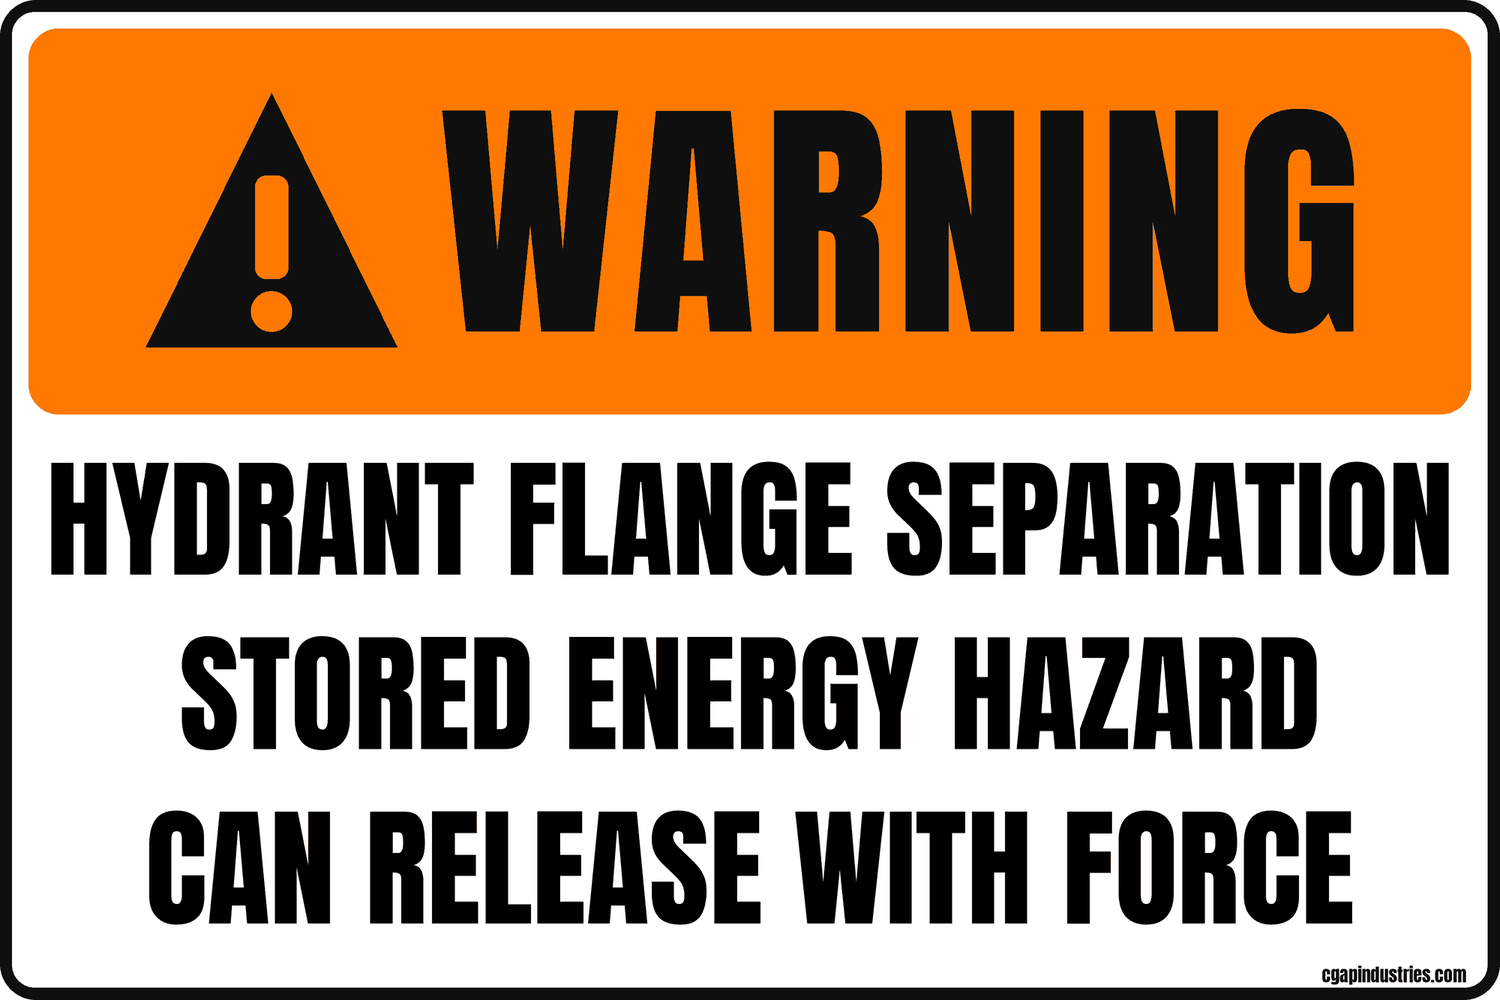 WARNING
HYDRANT FLANGE SEPARATION
STORED ENERGY HAZARD
CAN RELEASE WITH FORCE
cgapindustries.com